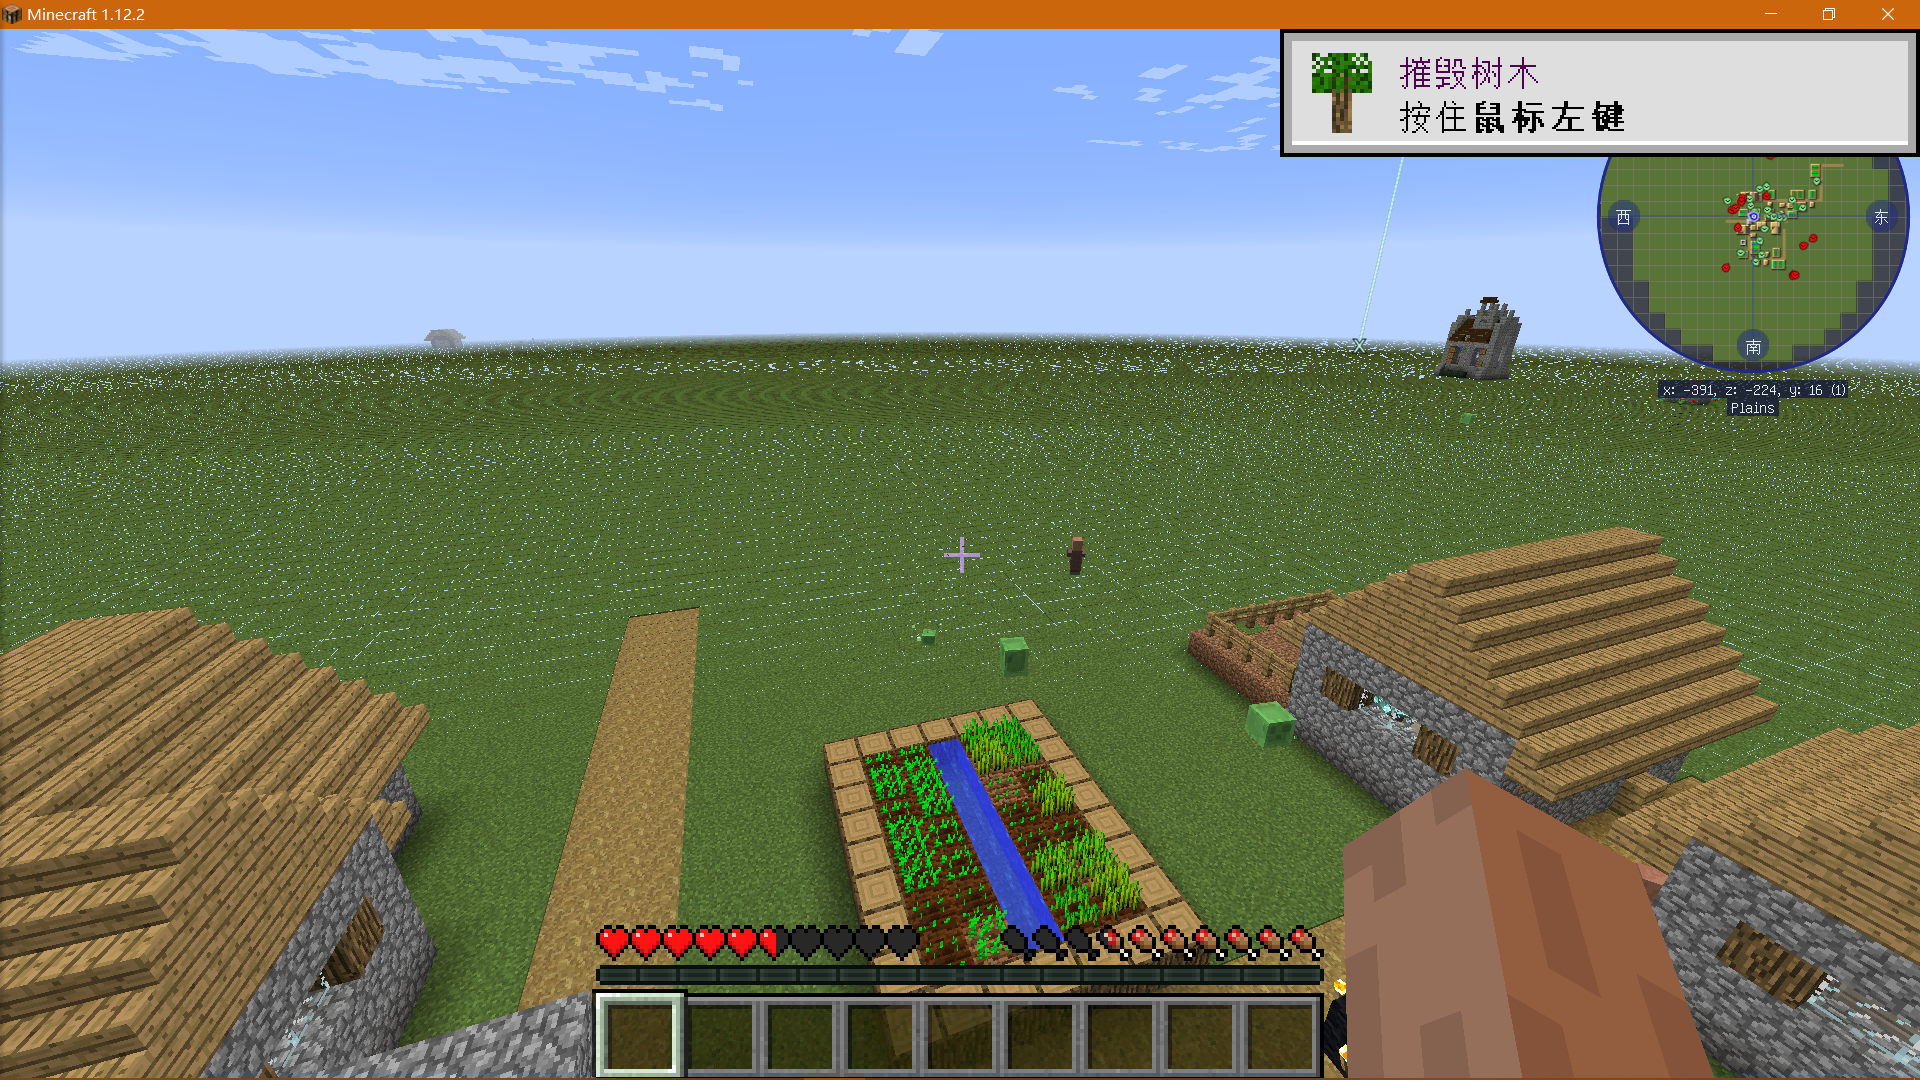 Minecraft 1.12.2
摧毁树木
按住鼠标左键
西
东
南
x: -391, z: -224, y: 16 (1)
Plains